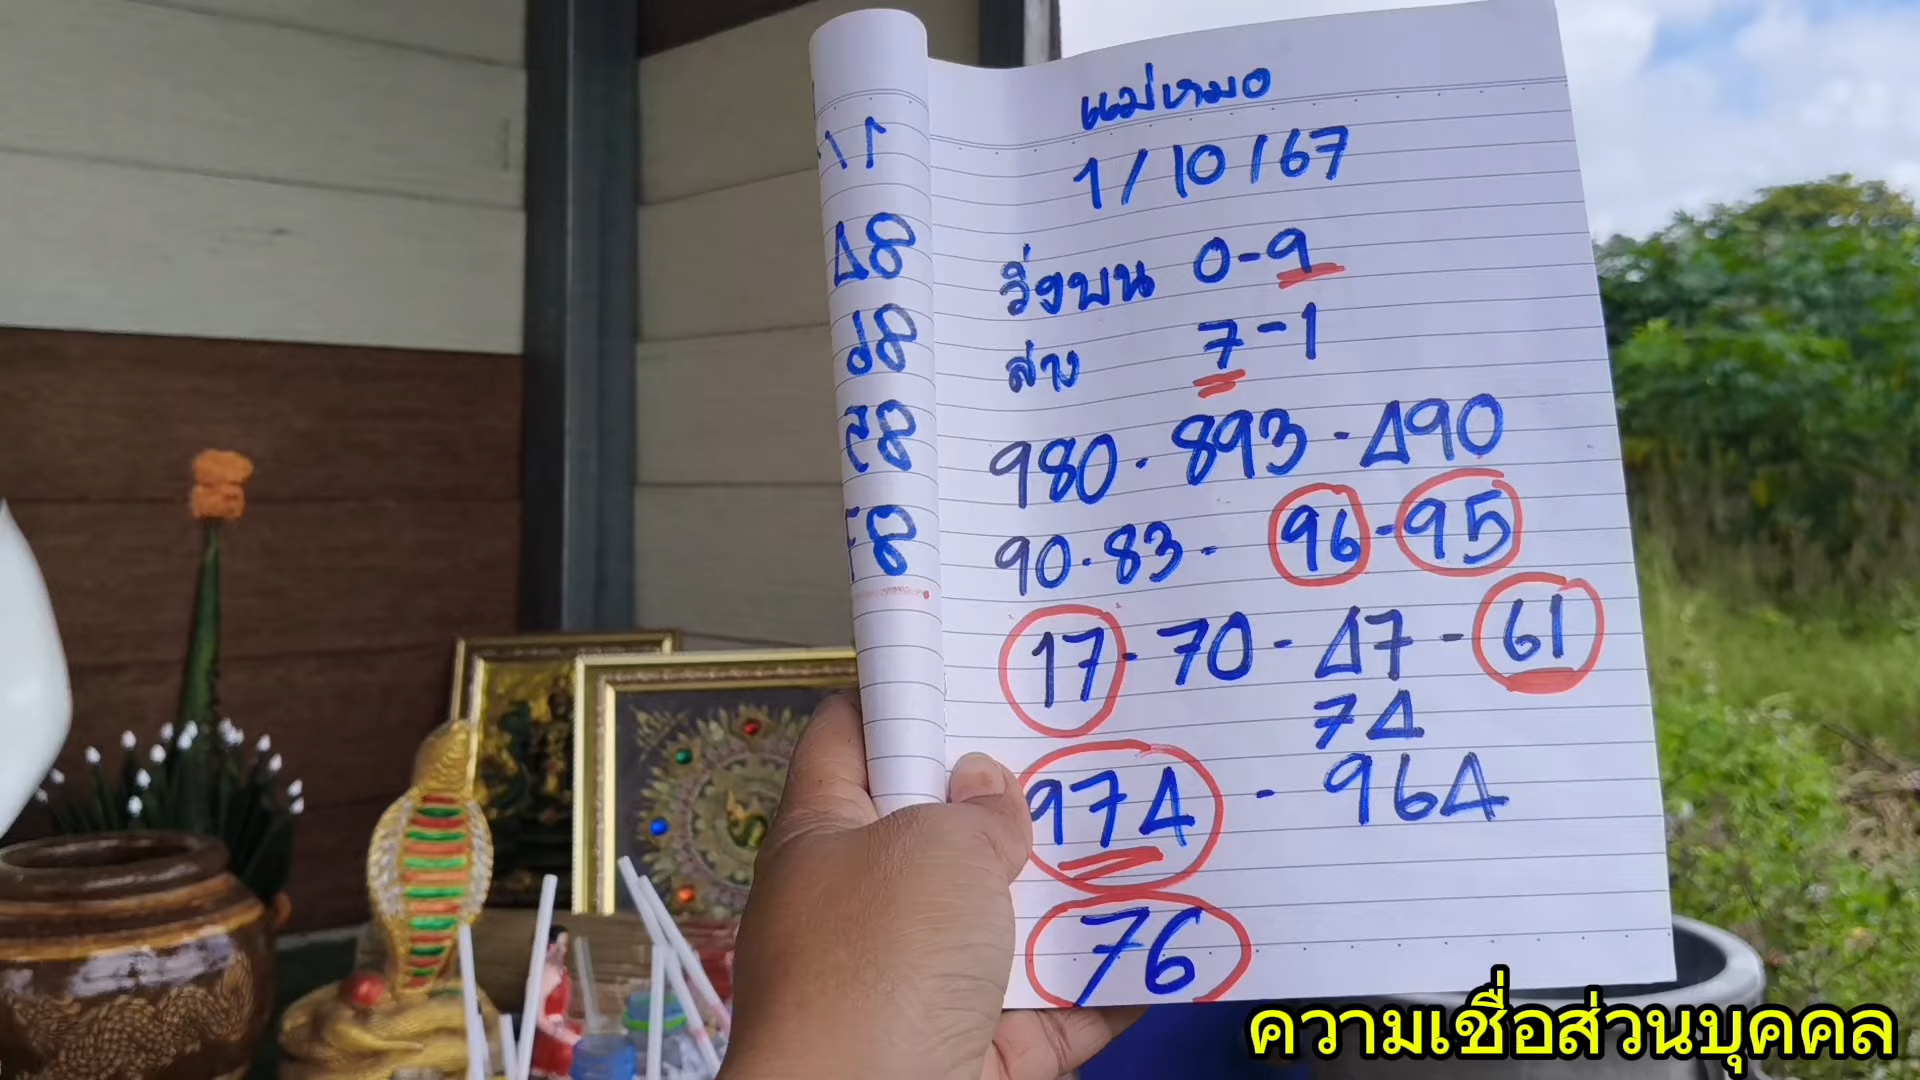 แม่หมอ
1/10/67
วิ่งบน 0-9
ล่าง 7-1
980-893-490
90-83-96-95
17-70-47-61
74
974-964
76
ความเชื่อส่วนบุคคล